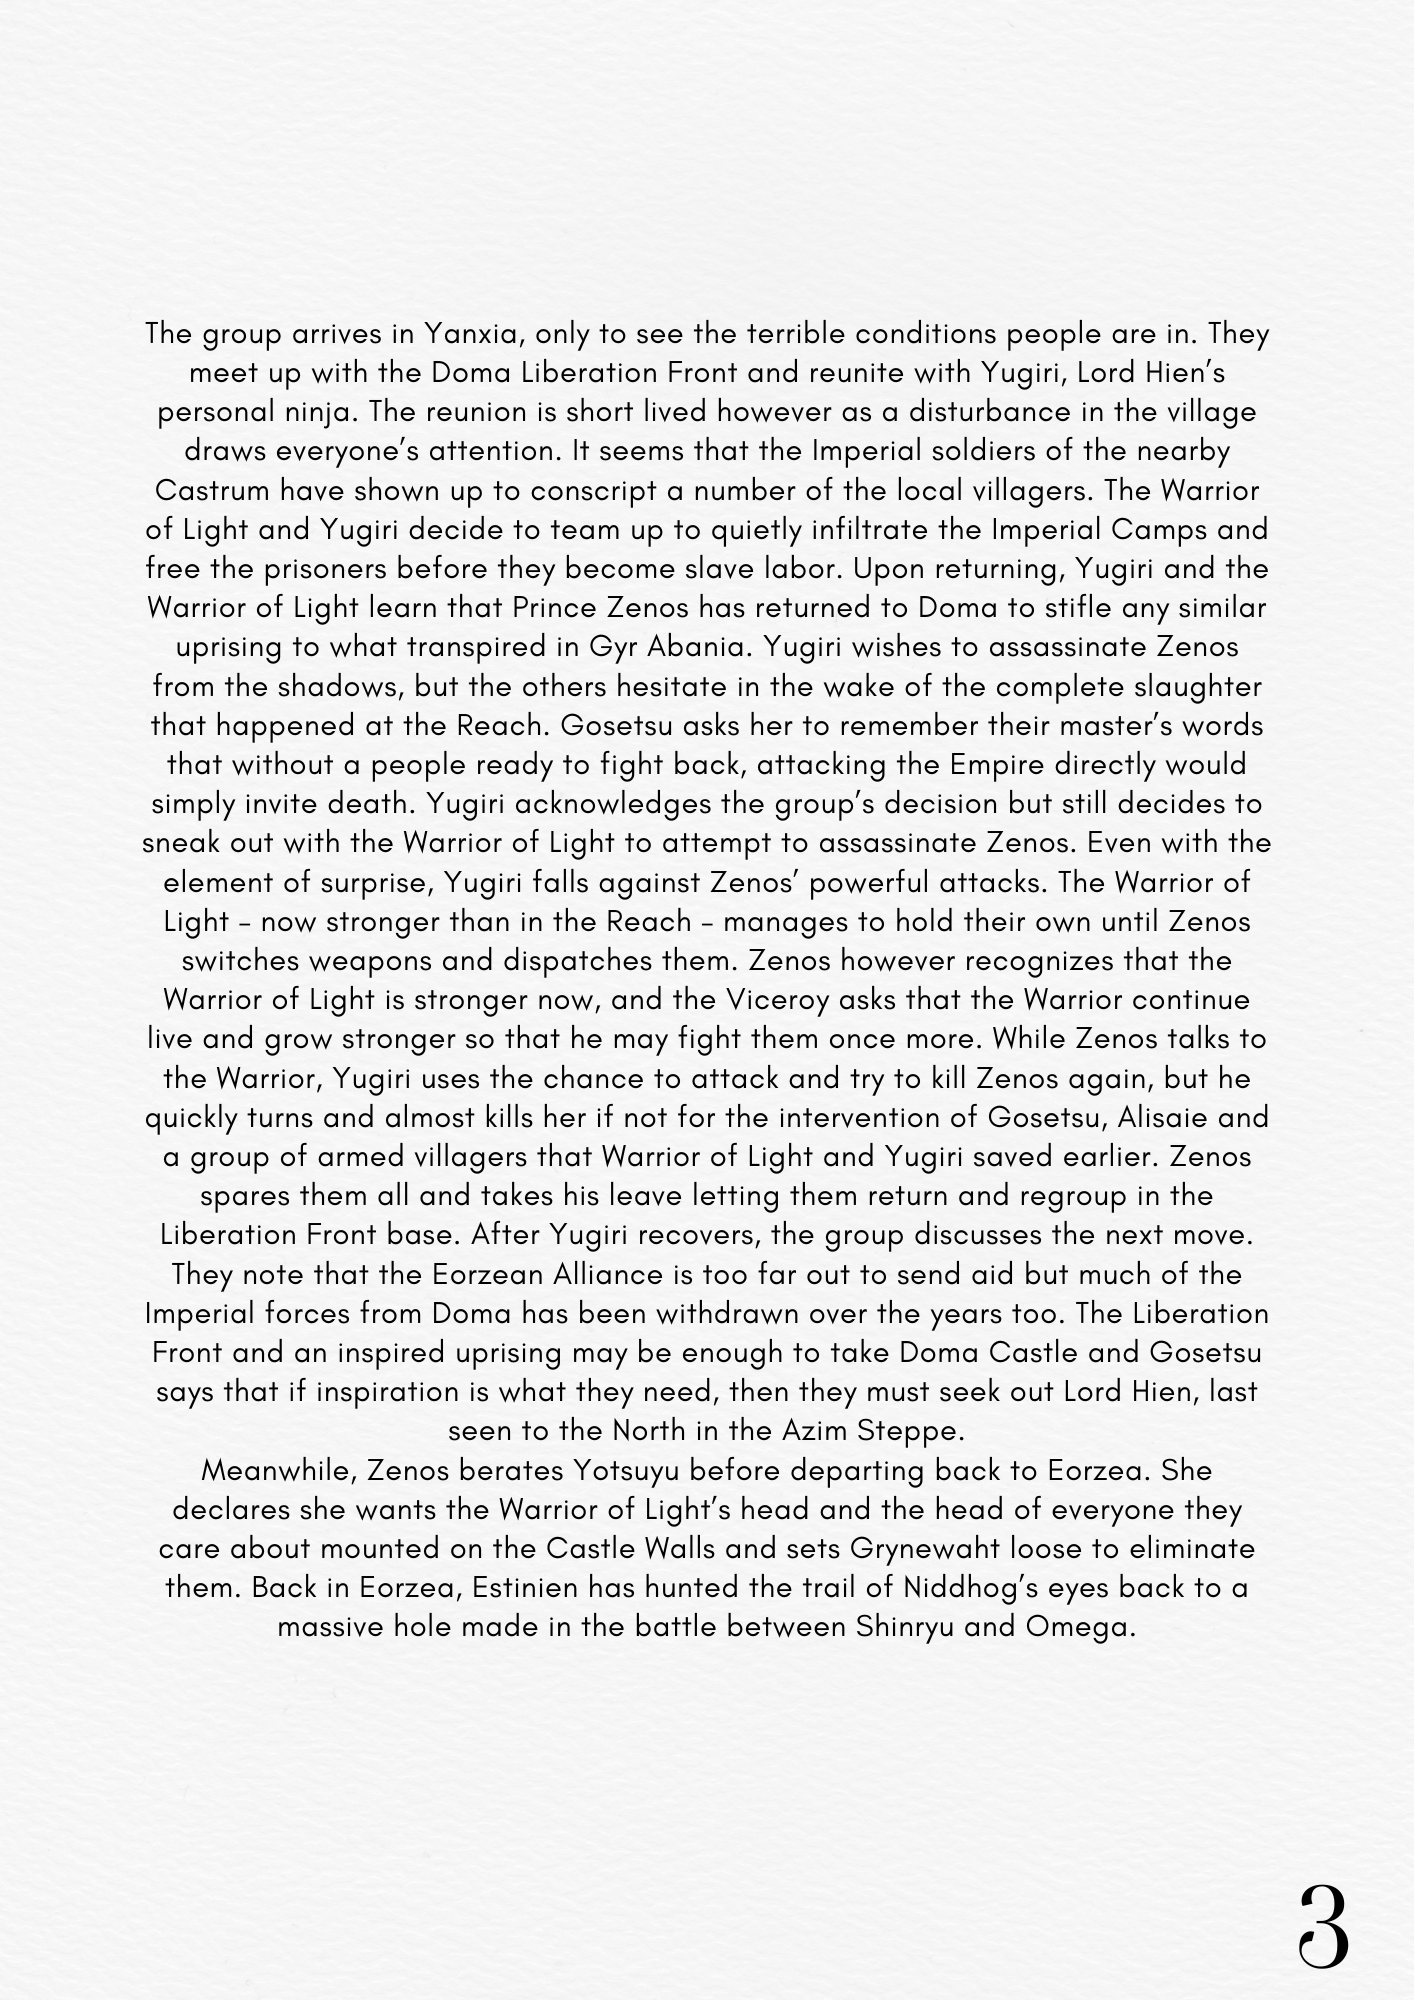 The group arrives in Yanxia, only to see the terrible conditions people are in. They
meet up with the Doma Liberation Front and reunite with Yugiri, Lord Hien’s
personal ninja. The reunion is short lived however as a disturbance in the village
draws everyone’s attention. It seems that the Imperial soldiers of the nearby
Castrum have shown up to conscript a number of the local villagers. The Warrior
of Light and Yugiri decide to team up to quietly infiltrate the Imperial Camps and
free the prisoners before they become slave labor. Upon returning, Yugiri and the
Warrior of Light learn that Prince Zenos has returned to Doma to stifle any similar
uprising to what transpired in Gyr Abania. Yugiri wishes to assassinate Zenos
from the shadows, but the others hesitate in the wake of the complete slaughter
that happened at the Reach. Gosetsu asks her to remember their master’s words
that without a people ready to fight back, attacking the Empire directly would
simply invite death. Yugiri acknowledges the group’s decision but still decides to
sneak out with the Warrior of Light to attempt to assassinate Zenos. Even with the
element of surprise, Yugiri falls against Zenos’ powerful attacks. The Warrior of
Light – now stronger than in the Reach – manages to hold their own until Zenos
switches weapons and dispatches them. Zenos however recognizes that the
Warrior of Light is stronger now, and the Viceroy asks that the Warrior continue
live and grow stronger so that he may fight them once more. While Zenos talks to
the Warrior, Yugiri uses the chance to attack and try to kill Zenos again, but he
quickly turns and almost kills her if not for the intervention of Gosetsu, Alisaie and
a group of armed villagers that Warrior of Light and Yugiri saved earlier. Zenos
spares them all and takes his leave letting them return and regroup in the
Liberation Front base. After Yugiri recovers, the group discusses the next move.
They note that the Eorzean Alliance is too far out to send aid but much of the
Imperial forces from Doma has been withdrawn over the years too. The Liberation
Front and an inspired uprising may be enough to take Doma Castle and Gosetsu
says that if inspiration is what they need, then they must seek out Lord Hien, last
seen to the North in the Azim Steppe.
Meanwhile, Zenos berates Yotsuyu before departing back to Eorzea. She
declares she wants the Warrior of Light’s head and the head of everyone they
care about mounted on the Castle Walls and sets Grynewaht loose to eliminate
them. Back in Eorzea, Estinien has hunted the trail of Niddhog’s eyes back to a
massive hole made in the battle between Shinryu and Omega.
3